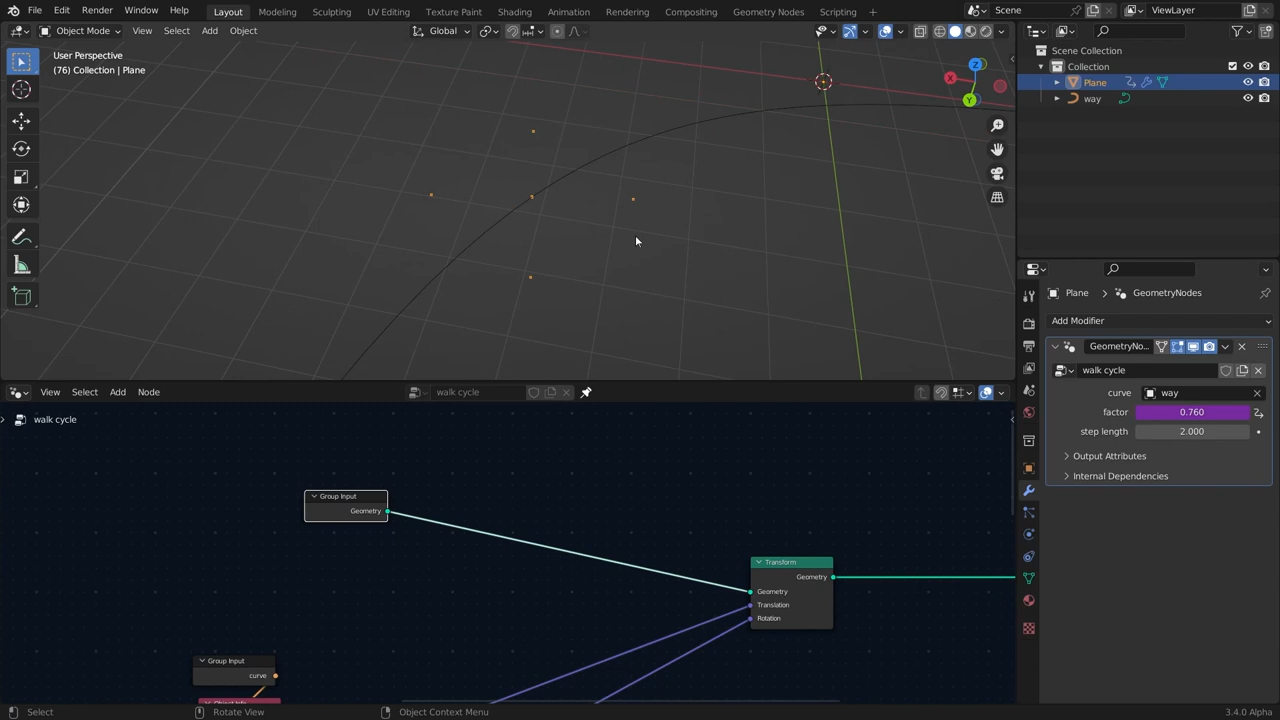 File Edit Render Window Help Layout Modeling Sculpting UV Editing Texture Paint Shading Animation Rendering Compositing Geometry Nodes Scripting Scene ViewLayer
Object Mode View Select Add Object Global
User Perspective
(76) Collection | Plane
X
Y
Z
Scene Collection
Collection
Plane
way
Plane GeometryNodes
Add Modifier
GeometryNo...
walk cycle
curve way
factor 0.760
step length 2.000
Output Attributes
Internal Dependencies
View Select Add Node walk cycle
walk cycle
Group Input
Geometry
Transform
Geometry
Geometry
Translation
Rotation
Group Input
curve
Select Rotate View Object Context Menu 3.4.0 Alpha